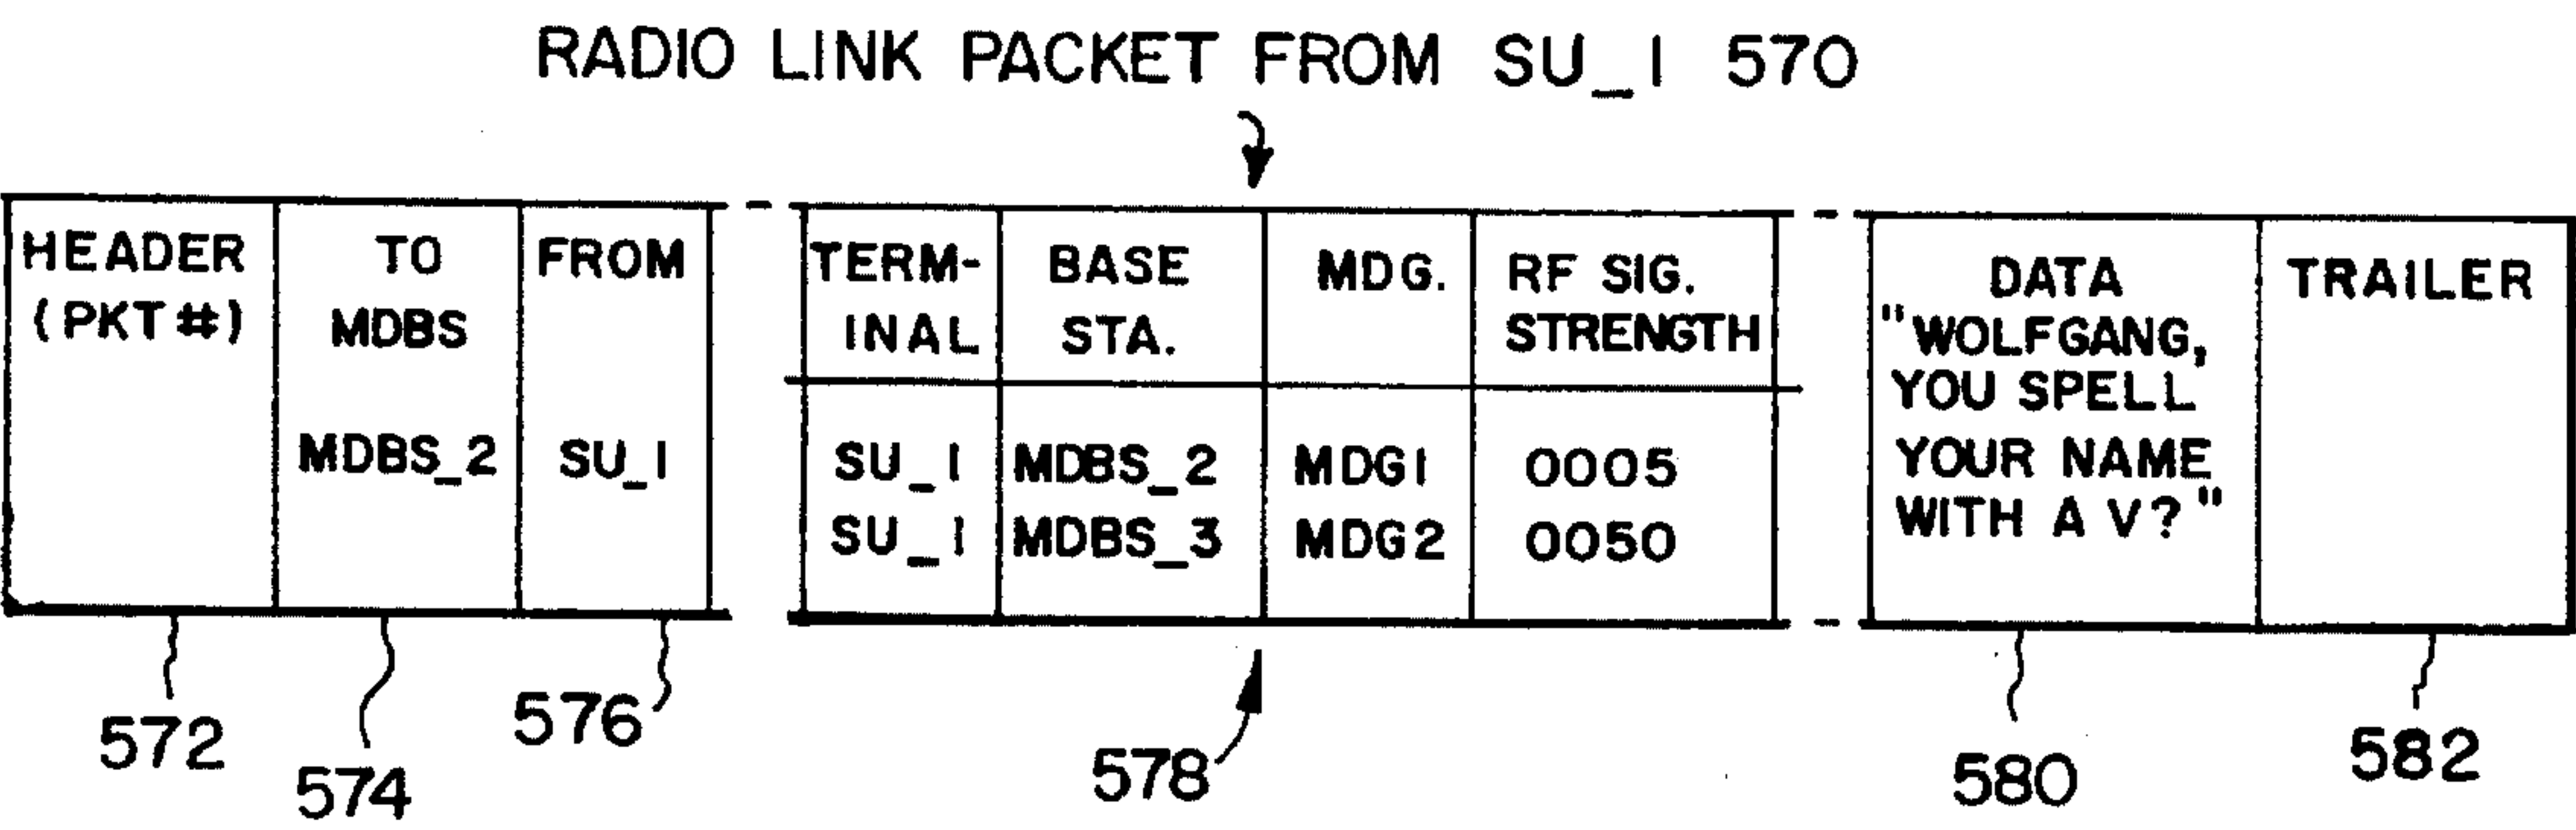 RADIO LINK PACKET FROM SU_1 570
HEADER
(PKT #)
TO
MDBS
MDBS_2
FROM
SU_1
TERM-
INAL
SU_1
SU_1
BASE
STA.
MDBS_2
MDBS_3
MDG.
MDG1
MDG2
RF SIG.
STRENGTH
0005
0050
DATA
"WOLFGANG,
YOU SPELL
YOUR NAME
WITH A V?"
TRAILER
572
574
576
578
580
582